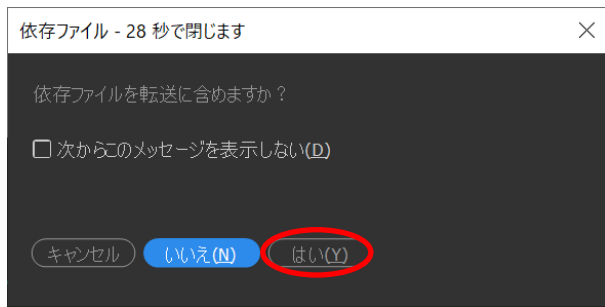 依存ファイル - 28 秒で閉じます
依存ファイルを転送に含めますか？
次からこのメッセージを表示しない(D)
キャンセル いいえ(N) はい(Y)